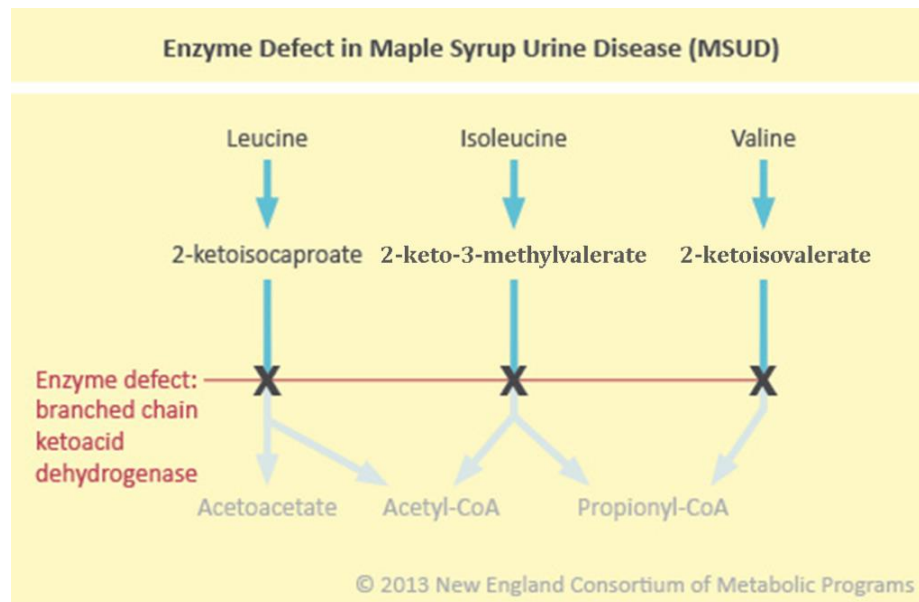 Enzyme Defect in Maple Syrup Urine Disease (MSUD)
Leucine Isoleucine Valine
2-ketoisocaproate 2-keto-3-methylvalerate 2-ketoisovalerate
X X X
Enzyme defect:
branched chain
ketoacid
dehydrogenase
Acetoacetate Acetyl-CoA Propionyl-CoA
© 2013 New England Consortium of Metabolic Programs